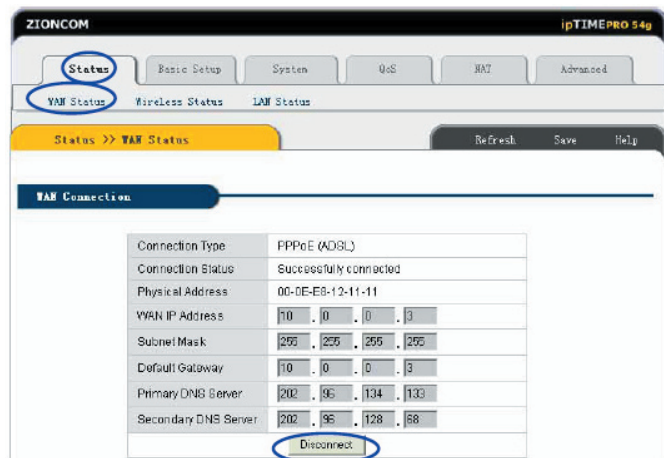 ZIONCOM ipTIMEPRO 54g
Status Basic Setup System QoS NAT Advanced
WAN Status Wireless Status LAN Status
Status >> WAN Status Refresh Save Help
WAN Connection
Connection Type PPPoE (ADSL)
Connection Status Successfully connected
Physical Address 00-0E-E8-12-11-11
WAN IP Address 10 . 0 . 0 . 3
Subnet Mask 255 . 255 . 255 . 255
Default Gateway 10 . 0 . 0 . 3
Primary DNS Server 202 . 96 . 134 . 133
Secondary DNS Server 202 . 96 . 128 . 68
Disconnect